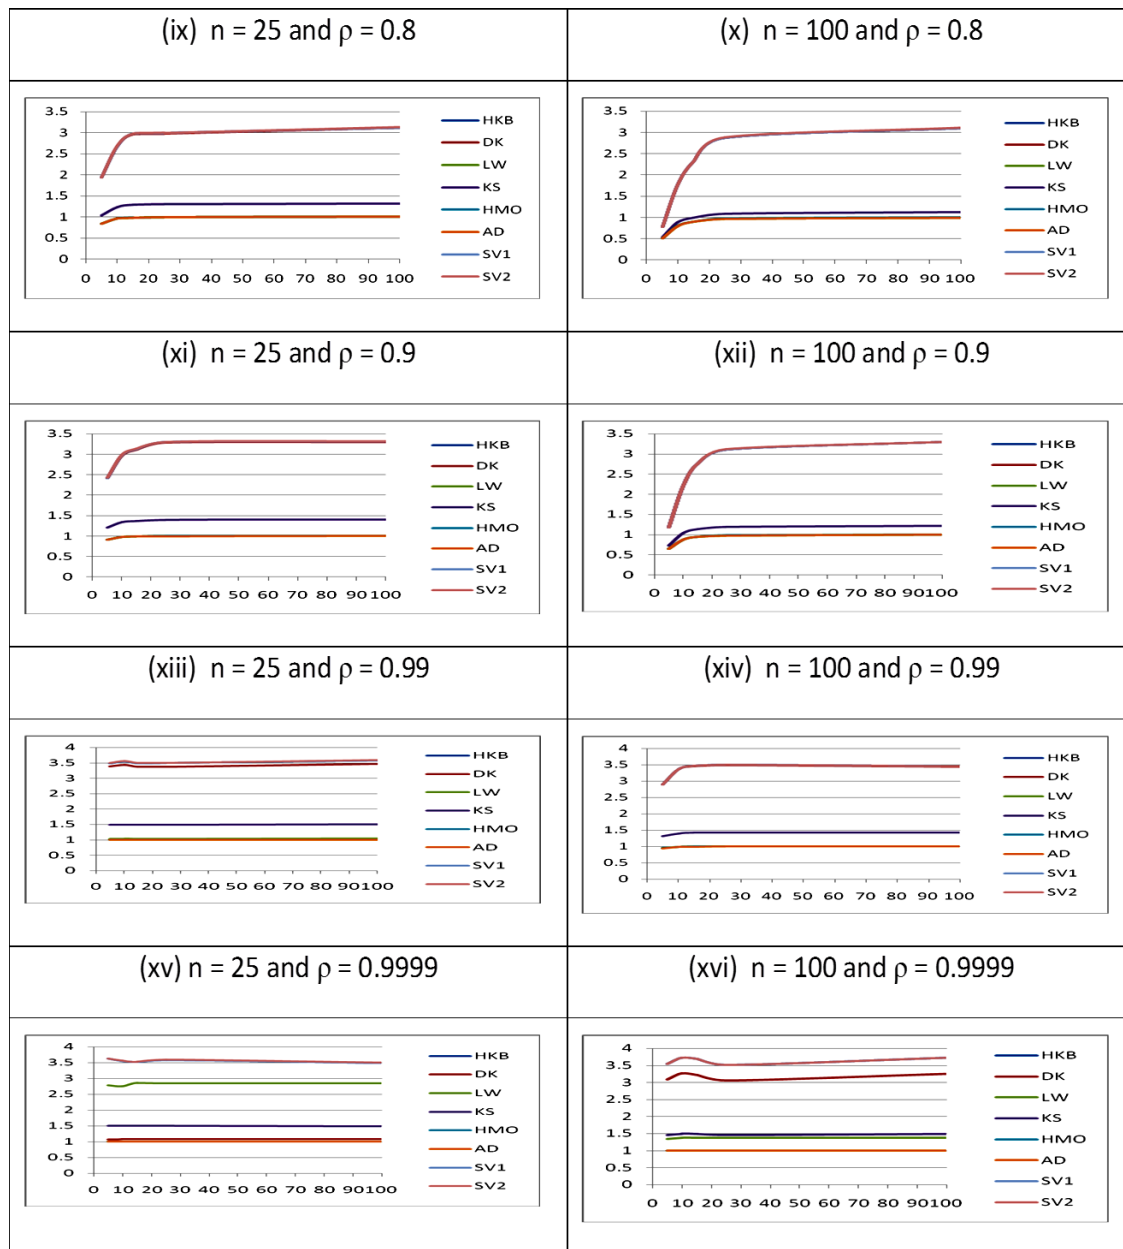 (ix) n = 25 and ρ = 0.8
(x) n = 100 and ρ = 0.8
3.5
3
2.5
2
1.5
1
0.5
0
0 10 20 30 40 50 60 70 80 90 100
HKB
DK
LW
KS
HMO
AD
SV1
SV2
3.5
3
2.5
2
1.5
1
0.5
0
0 10 20 30 40 50 60 70 80 90 100
HKB
DK
LW
KS
HMO
AD
SV1
SV2
(xi) n = 25 and ρ = 0.9
(xii) n = 100 and ρ = 0.9
3.5
3
2.5
2
1.5
1
0.5
0
0 10 20 30 40 50 60 70 80 90 100
HKB
DK
LW
KS
HMO
AD
SV1
SV2
3.5
3
2.5
2
1.5
1
0.5
0
0 10 20 30 40 50 60 70 80 90100
HKB
DK
LW
KS
HMO
AD
SV1
SV2
(xiii) n = 25 and ρ = 0.99
(xiv) n = 100 and ρ = 0.99
4
3.5
3
2.5
2
1.5
1
0.5
0
0 10 20 30 40 50 60 70 80 90 100
HKB
DK
LW
KS
HMO
AD
SV1
SV2
4
3.5
3
2.5
2
1.5
1
0.5
0
0 10 20 30 40 50 60 70 80 90 100
HKB
DK
LW
KS
HMO
AD
SV1
SV2
(xv) n = 25 and ρ = 0.9999
(xvi) n = 100 and ρ = 0.9999
4
3.5
3
2.5
2
1.5
1
0.5
0
0 10 20 30 40 50 60 70 80 90 100
HKB
DK
LW
KS
HMO
AD
SV1
SV2
4
3.5
3
2.5
2
1.5
1
0.5
0
0 10 20 30 40 50 60 70 80 90 100
HKB
DK
LW
KS
HMO
AD
SV1
SV2